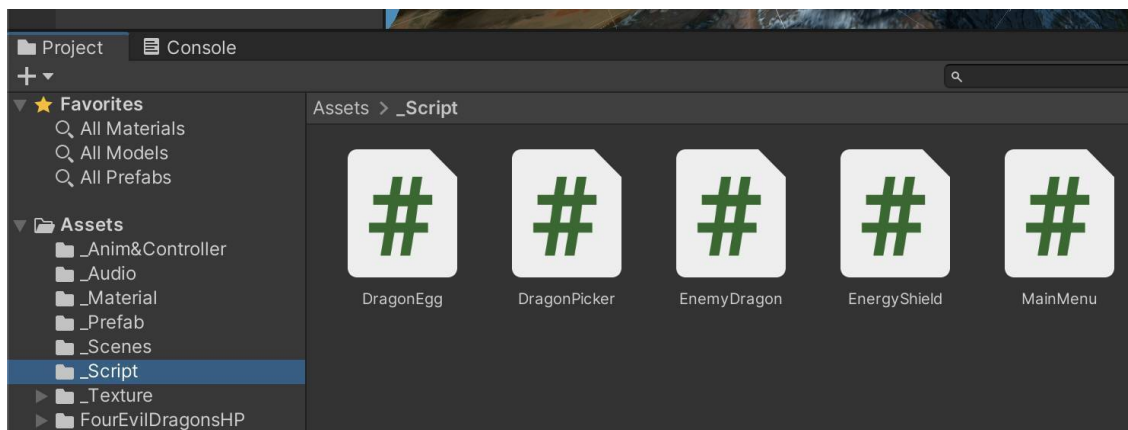 Project Console
Favorites
All Materials
All Models
All Prefabs
Assets
_Anim&Controller
_Audio
_Material
_Prefab
_Scenes
_Script
_Texture
FourEvilDragonsHP
Assets > _Script
# # # # #
DragonEgg DragonPicker EnemyDragon EnergyShield MainMenu